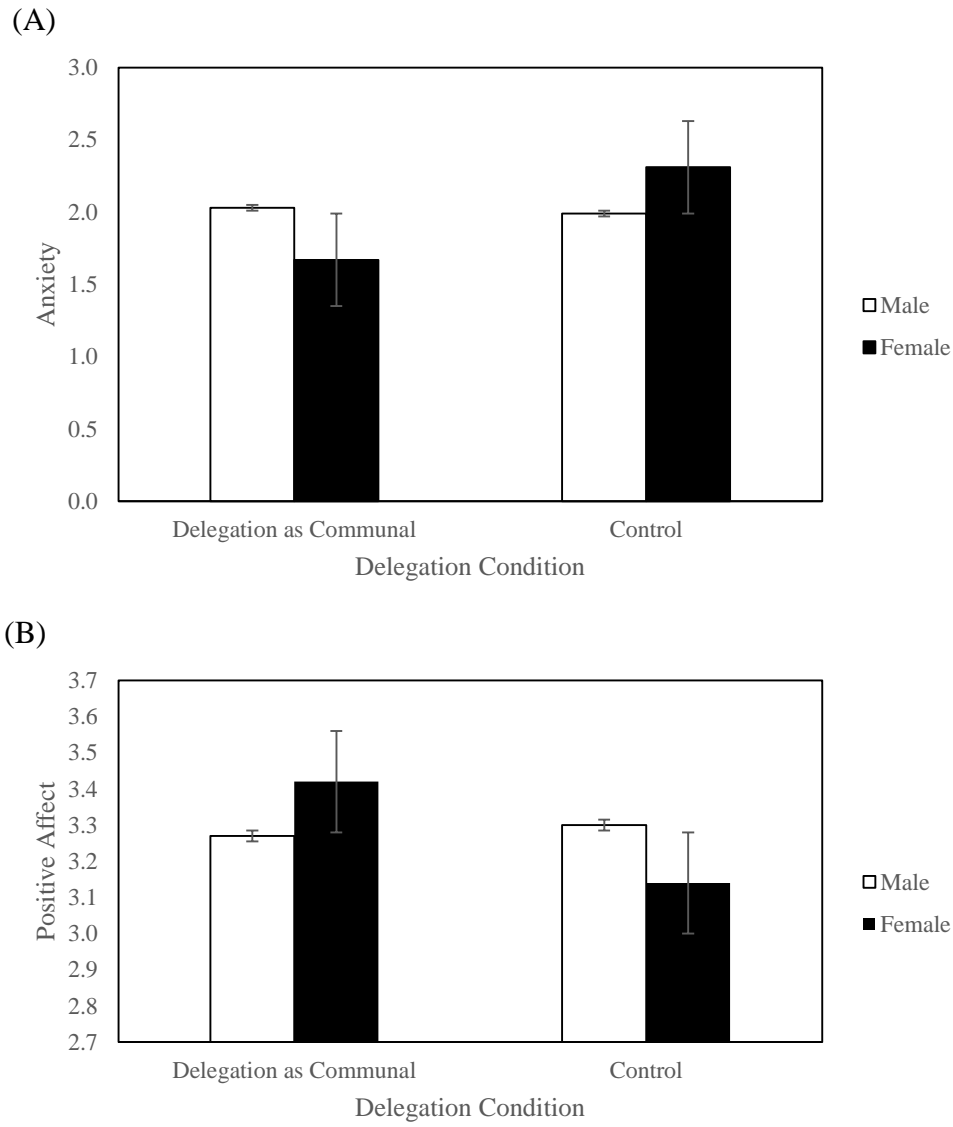 (A)
3.0
2.5
2.0
1.5
1.0
0.5
0.0
Anxiety
Delegation as Communal
Control
Delegation Condition
Male
Female
(B)
3.7
3.6
3.5
3.4
3.3
3.2
3.1
3.0
2.9
2.8
2.7
Positive Affect
Delegation as Communal
Control
Delegation Condition
Male
Female